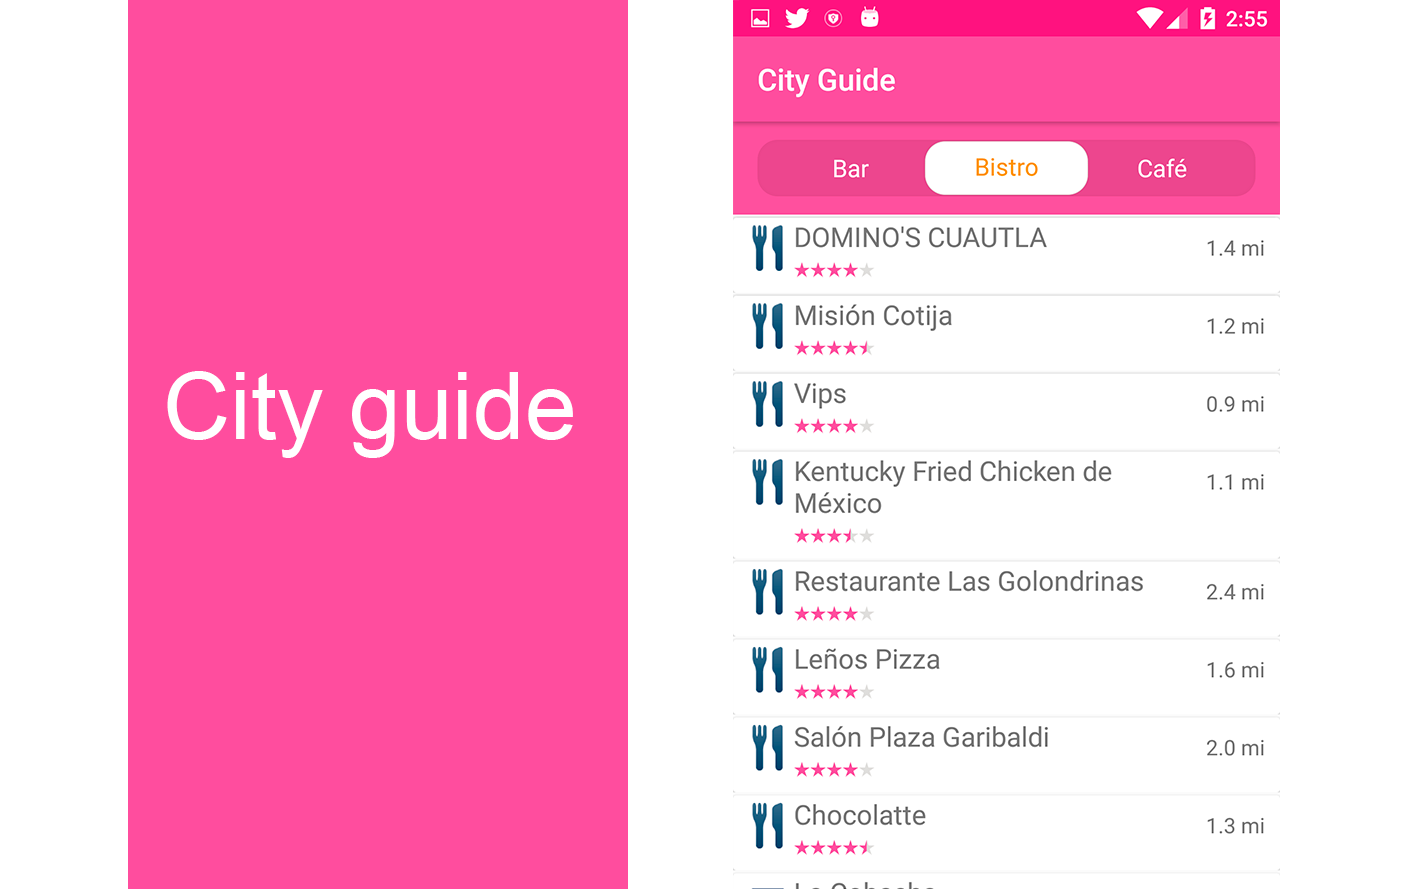 City guide
2:55
City Guide
Bar
Bistro
Café
DOMINO'S CUAUTLA
1.4 mi
Misión Cotija
1.2 mi
Vips
0.9 mi
Kentucky Fried Chicken de
México
1.1 mi
Restaurante Las Golondrinas
2.4 mi
Leños Pizza
1.6 mi
Salón Plaza Garibaldi
2.0 mi
Chocolatte
1.3 mi